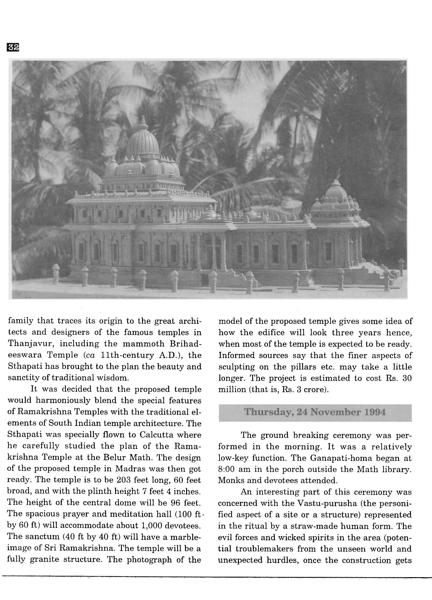 32
family that traces its origin to the great archi-
tects and designers of the famous temples in
Thanjavur, including the mammoth Brihad-
eeswara Temple (ca 11th-century A.D.), the
Sthapati has brought to the plan the beauty and
sanctity of traditional wisdom.
It was decided that the proposed temple
would harmoniously blend the special features
of Ramakrishna Temples with the traditional el-
ements of South Indian temple architecture. The
Sthapati was specially flown to Calcutta where
he carefully studied the plan of the Rama-
krishna Temple at the Belur Math. The design
of the proposed temple in Madras was then got
ready. The temple is to be 203 feet long, 60 feet
broad, and with the plinth height 7 feet 4 inches.
The height of the central dome will be 96 feet.
The spacious prayer and meditation hall (100 ft
by 60 ft) will accommodate about 1,000 devotees.
The sanctum (40 ft by 40 ft) will have a marble-
image of Sri Ramakrishna. The temple will be a
fully granite structure. The photograph of the
model of the proposed temple gives some idea of
how the edifice will look three years hence,
when most of the temple is expected to be ready.
Informed sources say that the finer aspects of
sculpting on the pillars etc. may take a little
longer. The project is estimated to cost Rs. 30
million (that is, Rs. 3 crore).
Thursday, 24 November 1994
The ground breaking ceremony was per-
formed in the morning. It was a relatively
low-key function. The Ganapati-homa began at
8:00 am in the porch outside the Math library.
Monks and devotees attended.
An interesting part of this ceremony was
concerned with the Vastu-purusha (the personi-
fied aspect of a site or a structure) represented
in the ritual by a straw-made human form. The
evil forces and wicked spirits in the area (poten-
tial troublemakers from the unseen world and
unexpected hurdles, once the construction gets